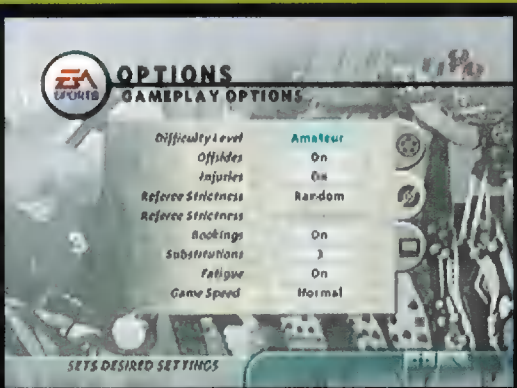 EA
SPORTS
OPTIONS
GAMEPLAY OPTIONS
Difficulty Level Amateur
Offsides On
Injuries On
Referee Strictness Random
Referee Strictness -
Bookings On
Substitutions 3
Fatigue On
Game Speed Normal
SETS DESIRED SETTINGS